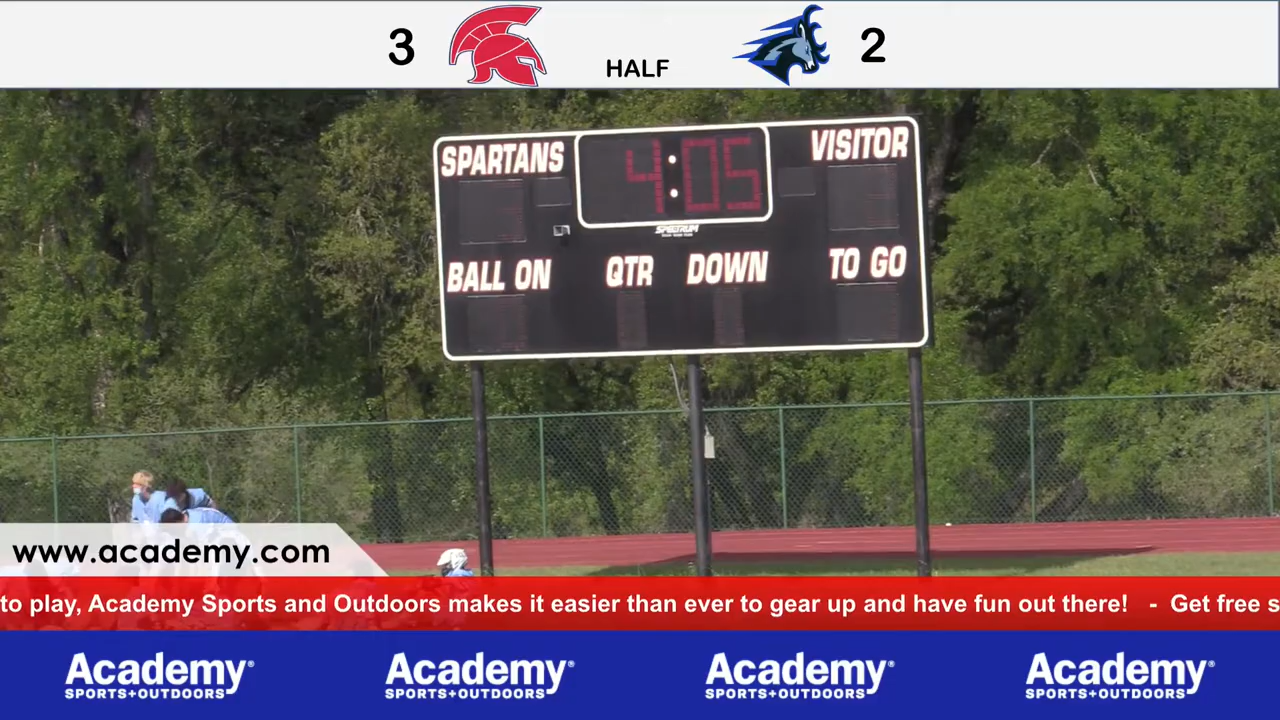 3 HALF 2
SPARTANS 4:05 VISITOR
SPECTRUM
BALL ON QTR DOWN TO GO
www.academy.com
to play, Academy Sports and Outdoors makes it easier than ever to gear up and have fun out there! - Get free s
Academy Academy Academy Academy
SPORTS+OUTDOORS SPORTS+OUTDOORS SPORTS+OUTDOORS SPORTS+OUTDOORS